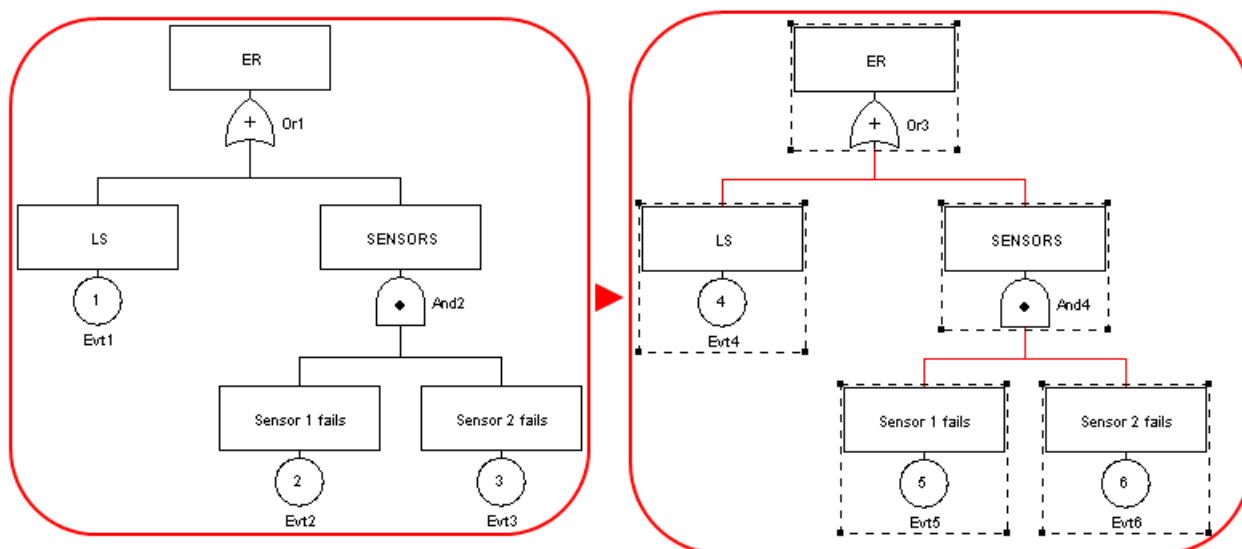 ER
+
Or1
LS
SENSORS
1
And2
Evt1
Sensor 1 fails
Sensor 2 fails
2
3
Evt2
Evt3
ER
+
Or3
LS
SENSORS
4
And4
Evt4
Sensor 1 fails
Sensor 2 fails
5
6
Evt5
Evt6